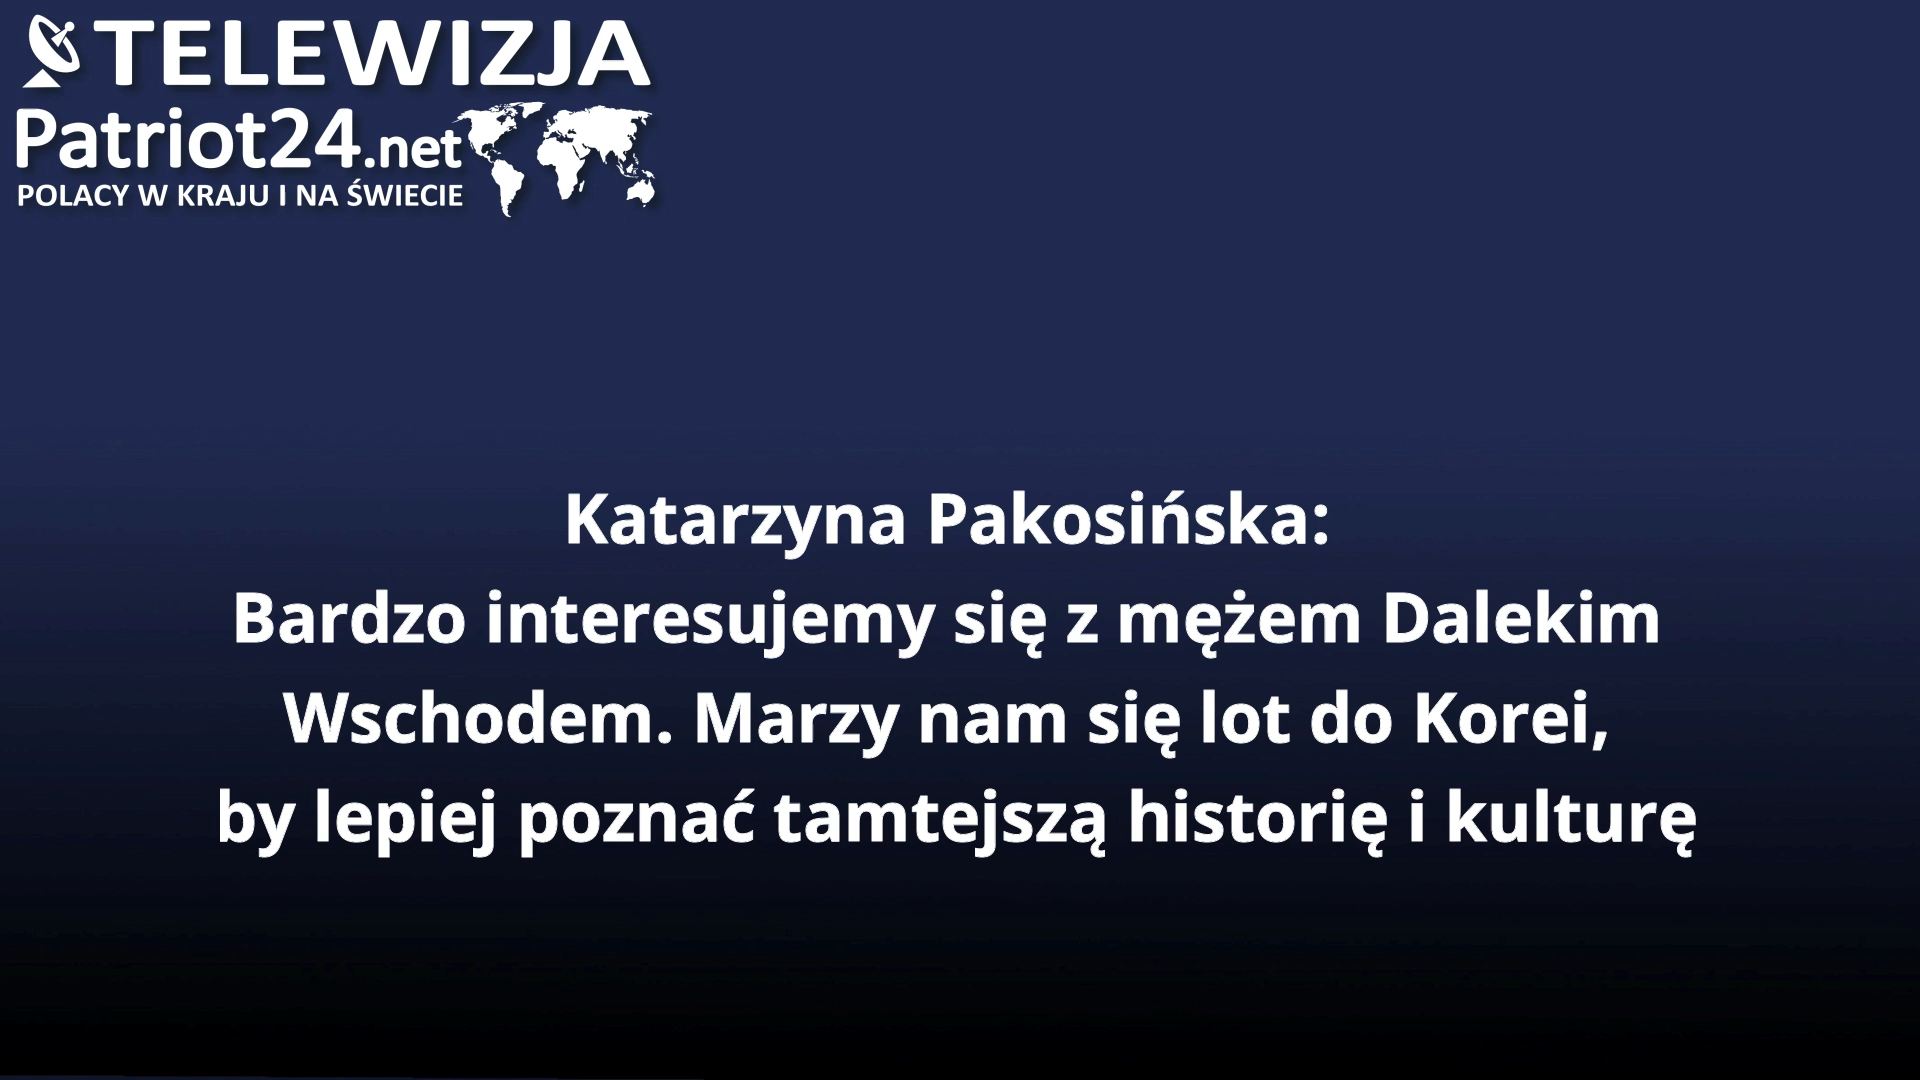 TELEWIZJA
Patriot24.net
POLACY W KRAJU I NA ŚWIECIE
Katarzyna Pakosińska:
Bardzo interesujemy się z mężem Dalekim
Wschodem. Marzy nam się lot do Korei,
by lepiej poznać tamtejszą historię i kulturę